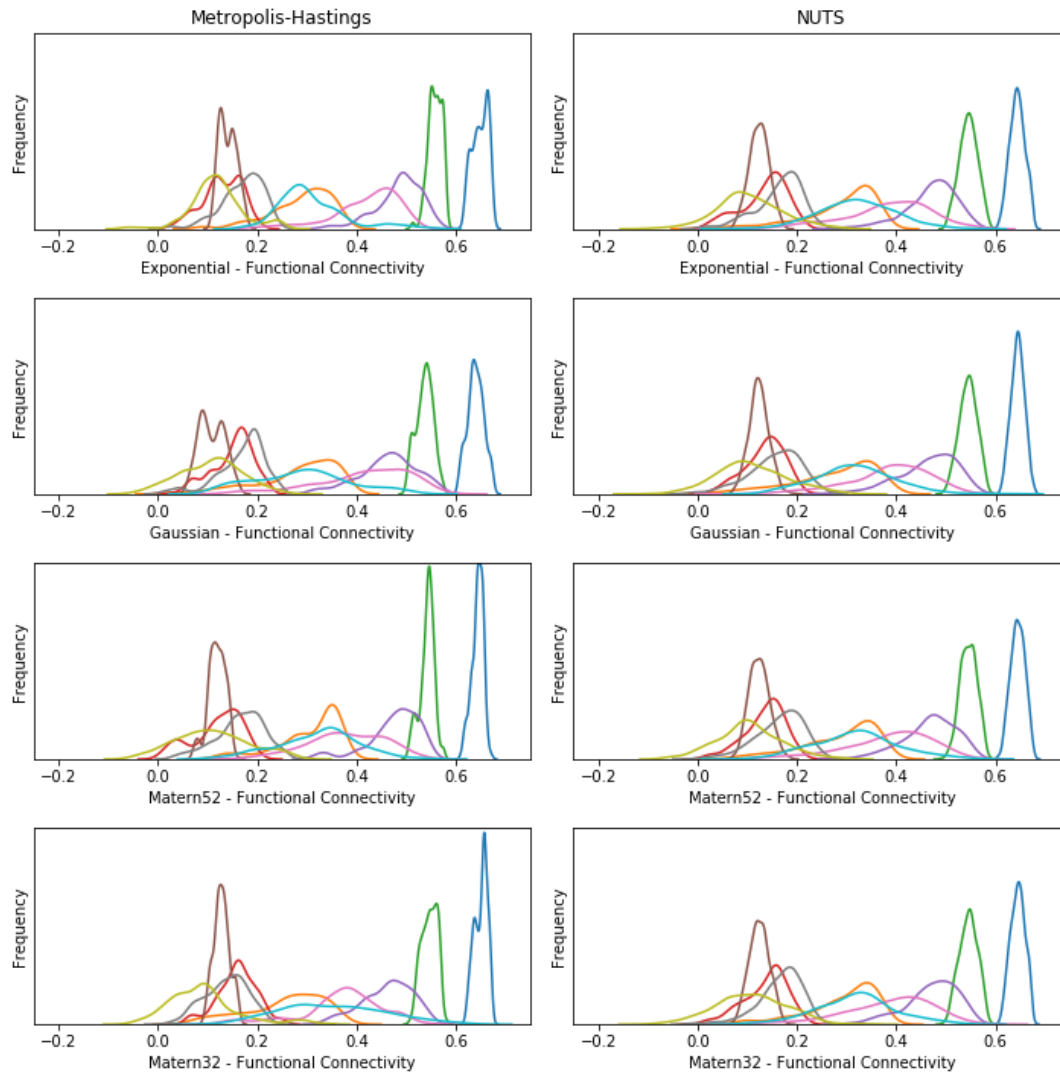 Metropolis-Hastings NUTS
Frequency Frequency
−0.2 0.0 0.2 0.4 0.6 −0.2 0.0 0.2 0.4 0.6
Exponential - Functional Connectivity Exponential - Functional Connectivity
Frequency Frequency
−0.2 0.0 0.2 0.4 0.6 −0.2 0.0 0.2 0.4 0.6
Gaussian - Functional Connectivity Gaussian - Functional Connectivity
Frequency Frequency
−0.2 0.0 0.2 0.4 0.6 −0.2 0.0 0.2 0.4 0.6
Matern52 - Functional Connectivity Matern52 - Functional Connectivity
Frequency Frequency
−0.2 0.0 0.2 0.4 0.6 −0.2 0.0 0.2 0.4 0.6
Matern32 - Functional Connectivity Matern32 - Functional Connectivity